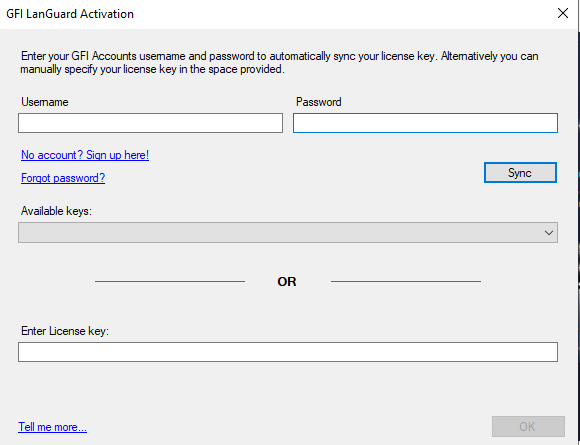 GFI LanGuard Activation
Enter your GFI Accounts username and password to automatically sync your license key. Alternatively you can
manually specify your license key in the space provided.
Username
Password
No account? Sign up here!
Forgot password?
Sync
Available keys:
OR
Enter License key:
Tell me more...
OK